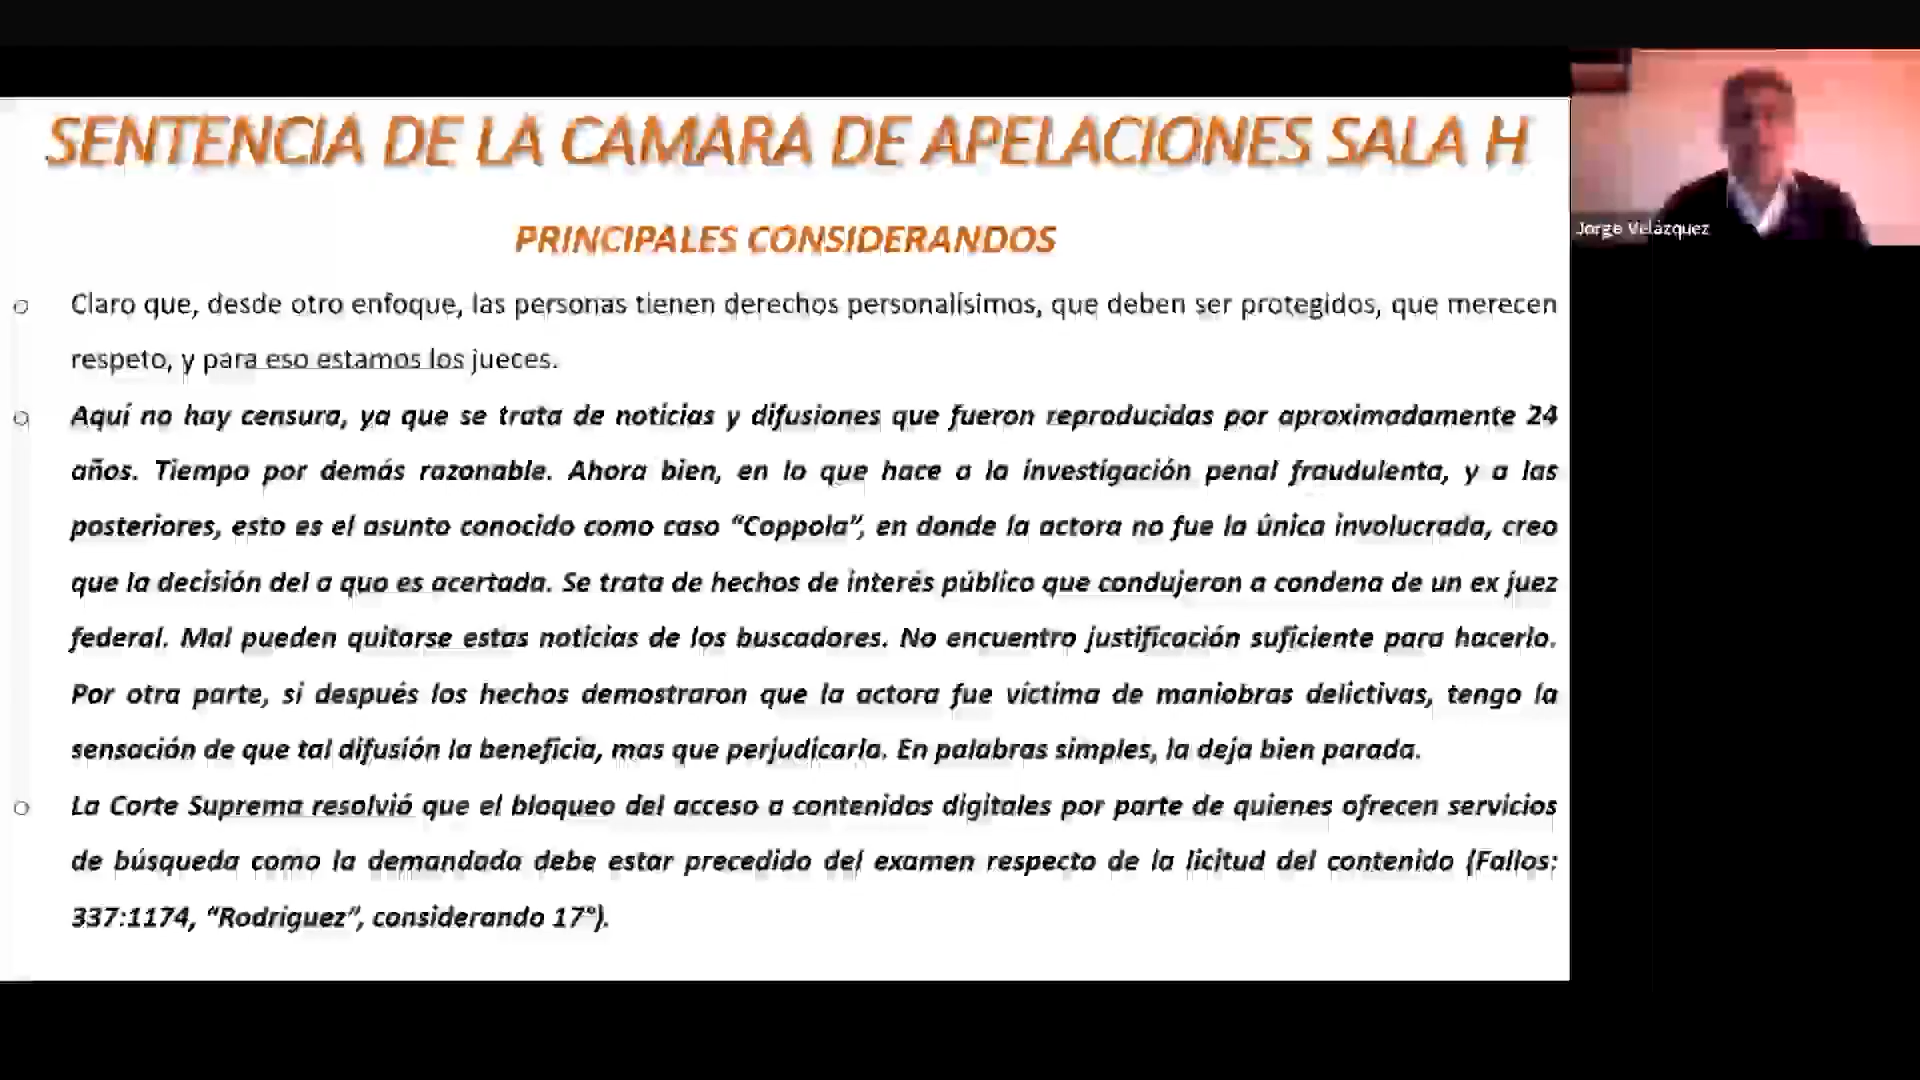 SENTENCIA DE LA CAMARA DE APELACIONES SALA H
PRINCIPALES CONSIDERANDOS
Claro que, desde otro enfoque, las personas tienen derechos personalísimos, que deben ser protegidos, que merecen
respeto, y para eso estamos los jueces.
Aquí no hay censura, ya que se trata de noticias y difusiones que fueron reproducidas por aproximadamente 24
años. Tiempo por demás razonable. Ahora bien, en lo que hace a la investigación penal fraudulenta, y a las
posteriores, esto es el asunto conocido como caso “Coppola”, en donde la actora no fue la única involucrada, creo
que la decisión del a quo es acertada. Se trata de hechos de interés público que condujeron a condena de un ex juez
federal. Mal pueden quitarse estas noticias de los buscadores. No encuentro justificación suficiente para hacerlo.
Por otra parte, si después los hechos demostraron que la actora fue víctima de maniobras delictivas, tengo la
sensación de que tal difusión la beneficia, mas que perjudicarla. En palabras simples, la deja bien parada.
La Corte Suprema resolvió que el bloqueo del acceso a contenidos digitales por parte de quienes ofrecen servicios
de búsqueda como la demandada debe estar precedido del examen respecto de la licitud del contenido (Fallos:
337:1174, “Rodriguez”, considerando 17°).
Jorge Velázquez